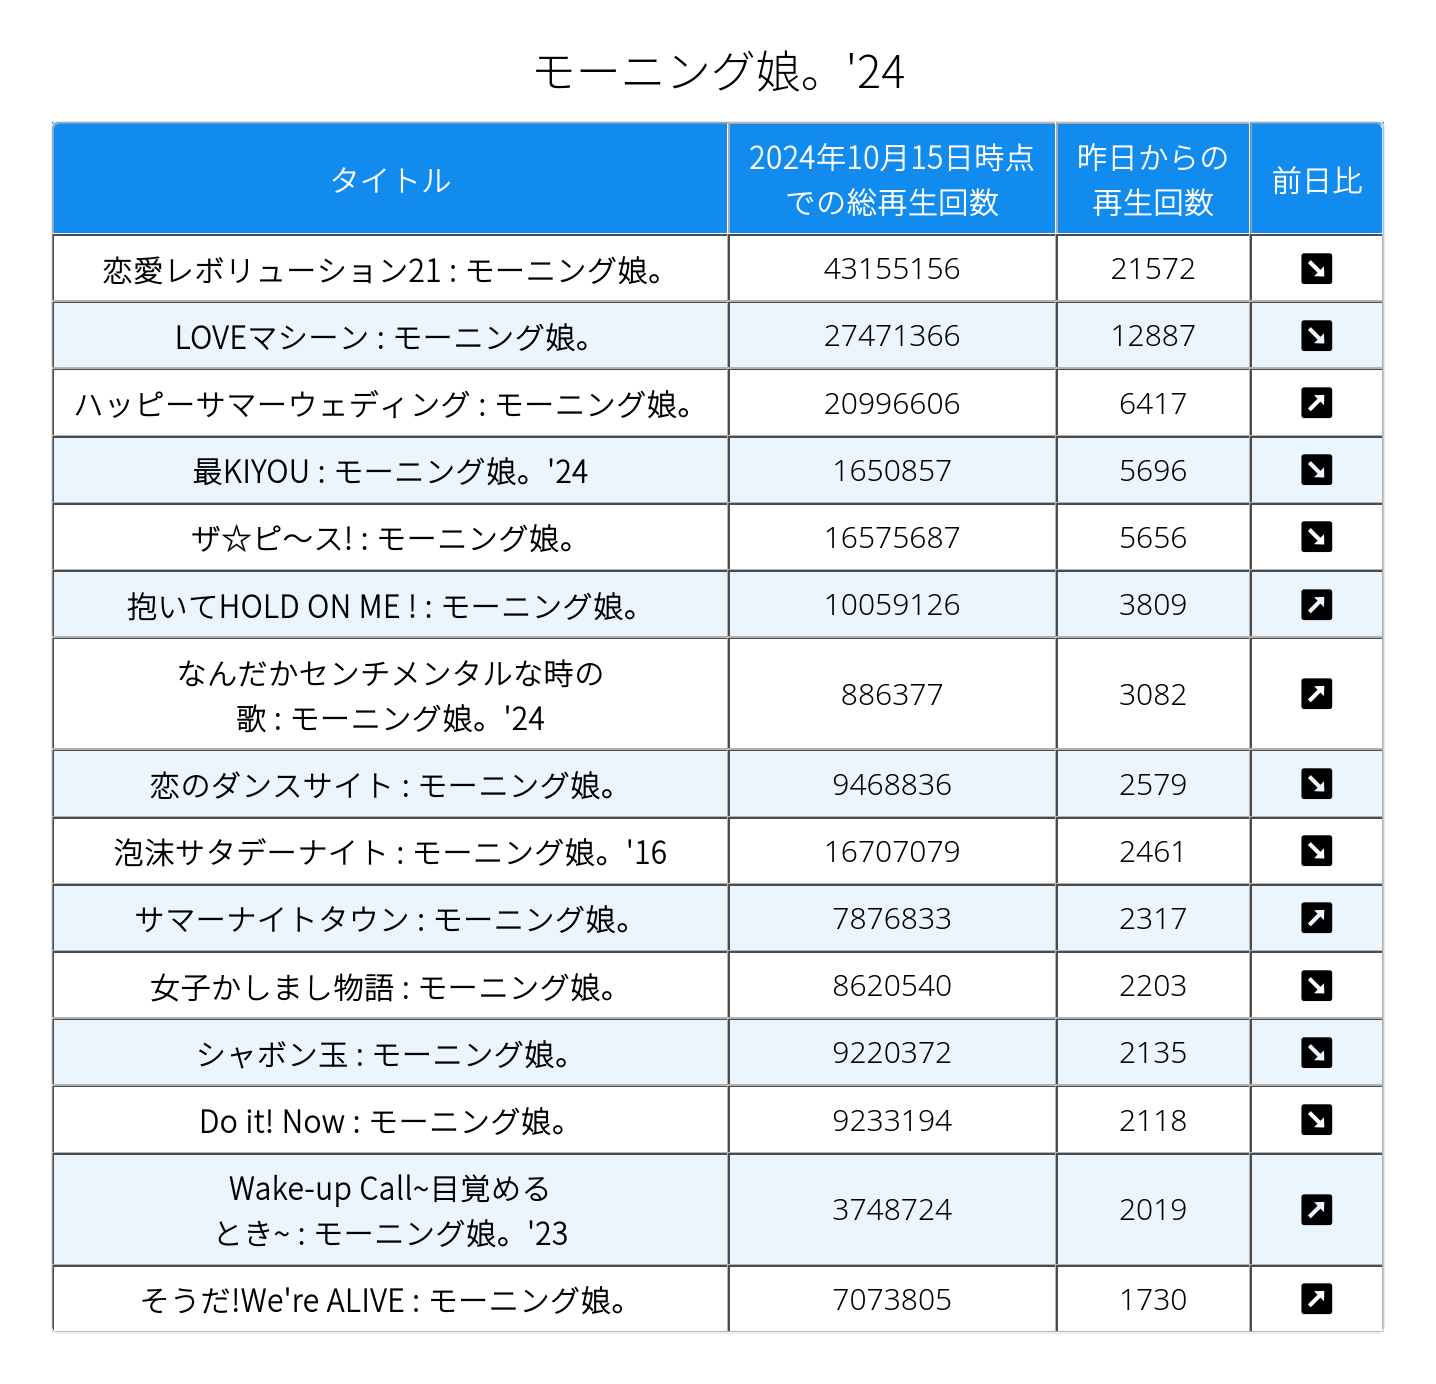 モーニング娘。'24
タイトル
2024年10月15日時点
での総再生回数
昨日からの
再生回数
前日比
恋愛レボリューション21 : モーニング娘。 43155156 21572 ↘
LOVEマシーン : モーニング娘。 27471366 12887 ↘
ハッピーサマーウェディング : モーニング娘。 20996606 6417 ↗
最KIYOU : モーニング娘。'24 1650857 5696 ↘
ザ☆ピ〜ス! : モーニング娘。 16575687 5656 ↘
抱いてHOLD ON ME ! : モーニング娘。 10059126 3809 ↗
なんだかセンチメンタルな時の
歌 : モーニング娘。'24 886377 3082 ↗
恋のダンスサイト : モーニング娘。 9468836 2579 ↘
泡沫サタデーナイト : モーニング娘。'16 16707079 2461 ↘
サマーナイトタウン : モーニング娘。 7876833 2317 ↗
女子かしまし物語 : モーニング娘。 8620540 2203 ↘
シャボン玉 : モーニング娘。 9220372 2135 ↘
Do it! Now : モーニング娘。 9233194 2118 ↘
Wake-up Call~目覚める
とき~ : モーニング娘。'23 3748724 2019 ↗
そうだ!We're ALIVE : モーニング娘。 7073805 1730 ↗